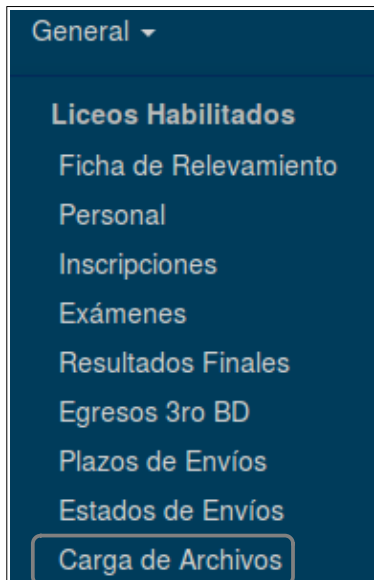 General
Liceos Habilitados
Ficha de Relevamiento
Personal
Inscripciones
Exámenes
Resultados Finales
Egresos 3ro BD
Plazos de Envíos
Estados de Envíos
Carga de Archivos